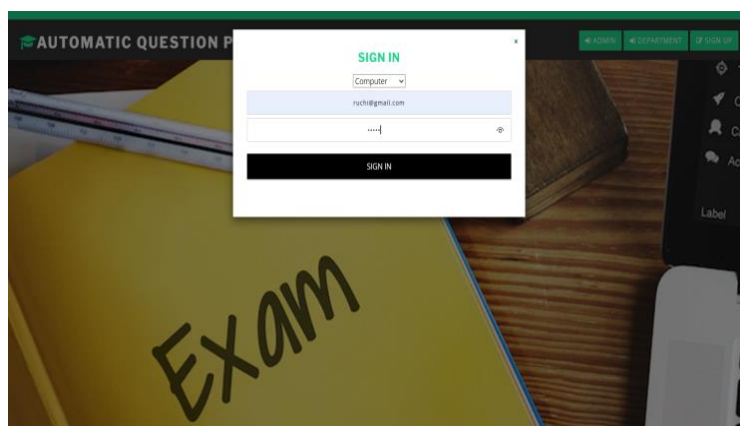 AUTOMATIC QUESTION P
ADMIN
DEPARTMENT
SIGN UP
x
SIGN IN
Computer
ruchi@gmail.com
•••••
SIGN IN
Label
Exam